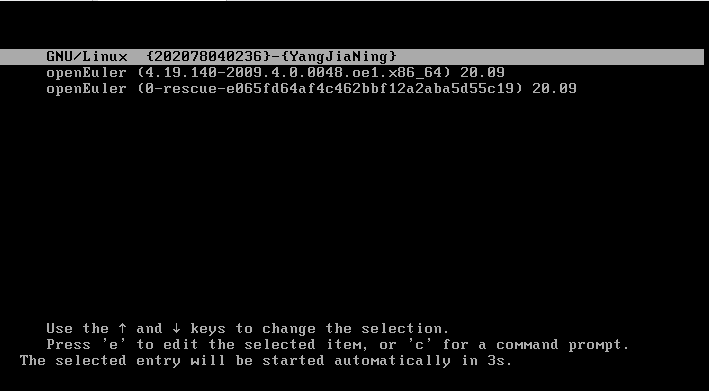 GNU/Linux {202078040236}-{YangJiaNing}
openEuler (4.19.140-2009.4.0.0048.oe1.x86_64) 20.09
openEuler (0-rescue-e065fd64af4c462bbf12a2aba5d55c19) 20.09
Use the ↑ and ↓ keys to change the selection.
Press 'e' to edit the selected item, or 'c' for a command prompt.
The selected entry will be started automatically in 3s.